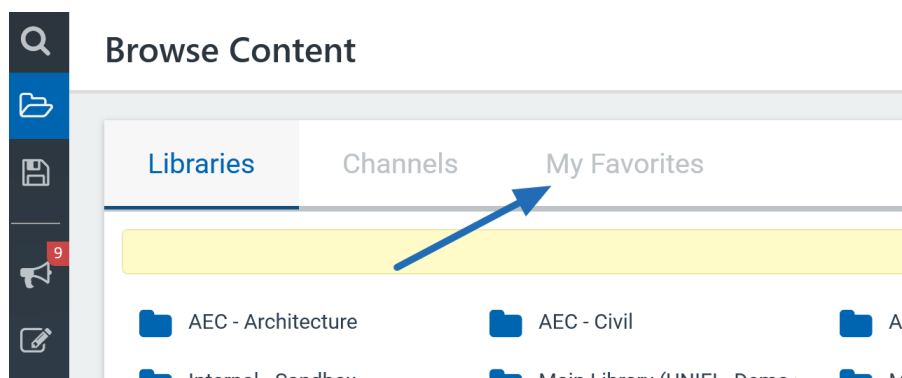 Browse Content
Libraries Channels My Favorites
9
AEC - Architecture AEC - Civil A